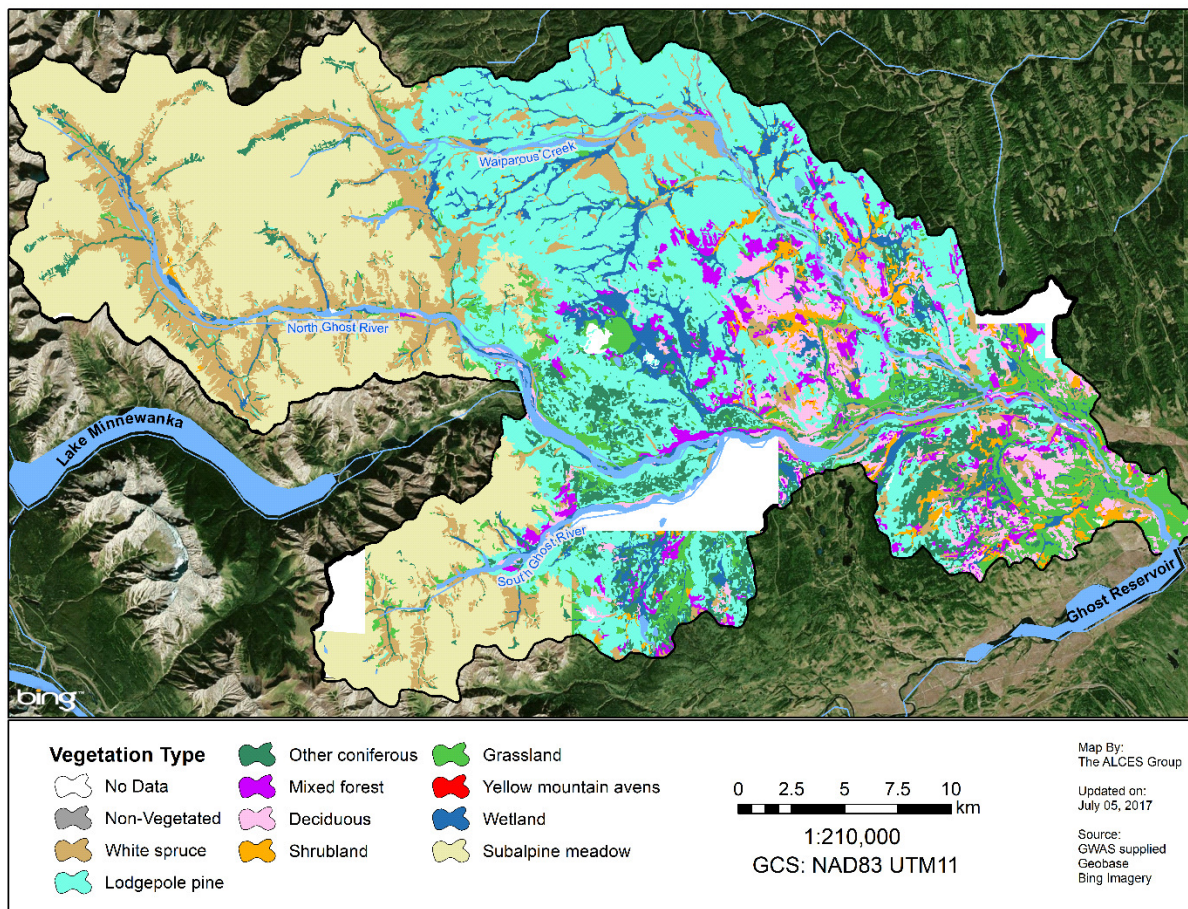 Waiparous Creek
North Ghost River
Lake Minnewanka
South Ghost River
Ghost Reservoir
bing™
Vegetation Type
No Data
Non-Vegetated
White spruce
Lodgepole pine
Other coniferous
Mixed forest
Deciduous
Shrubland
Grassland
Yellow mountain avens
Wetland
Subalpine meadow
0 2.5 5 7.5 10
km
1:210,000
GCS: NAD83 UTM11
Map By:
The ALCES Group
Updated on:
July 05, 2017
Source:
GWAS supplied
Geobase
Bing Imagery